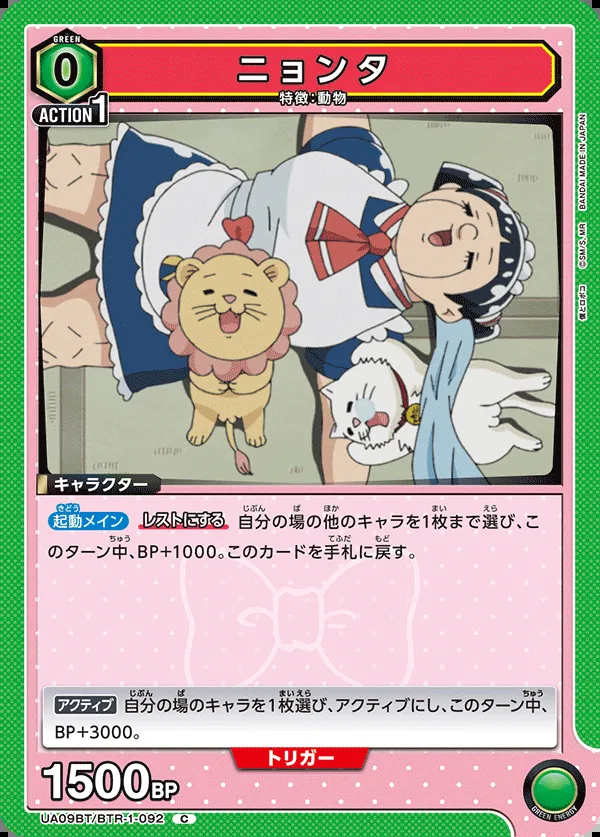 GREEN
0
ACTION 1
ニョンタ
特徴:動物
BANDAI MADE IN JAPAN
©SM/S, MR
僕とロボコ
キャラクター
起動メイン レストにする 自分の場の他のキャラを1枚まで選び、こ
のターン中、BP+1000。このカードを手札に戻す。
アクティブ 自分の場のキャラを1枚選び、アクティブにし、このターン中、
BP+3000。
トリガー
1500BP
GREEN ENERGY
UA09BT/BTR-1-092 C